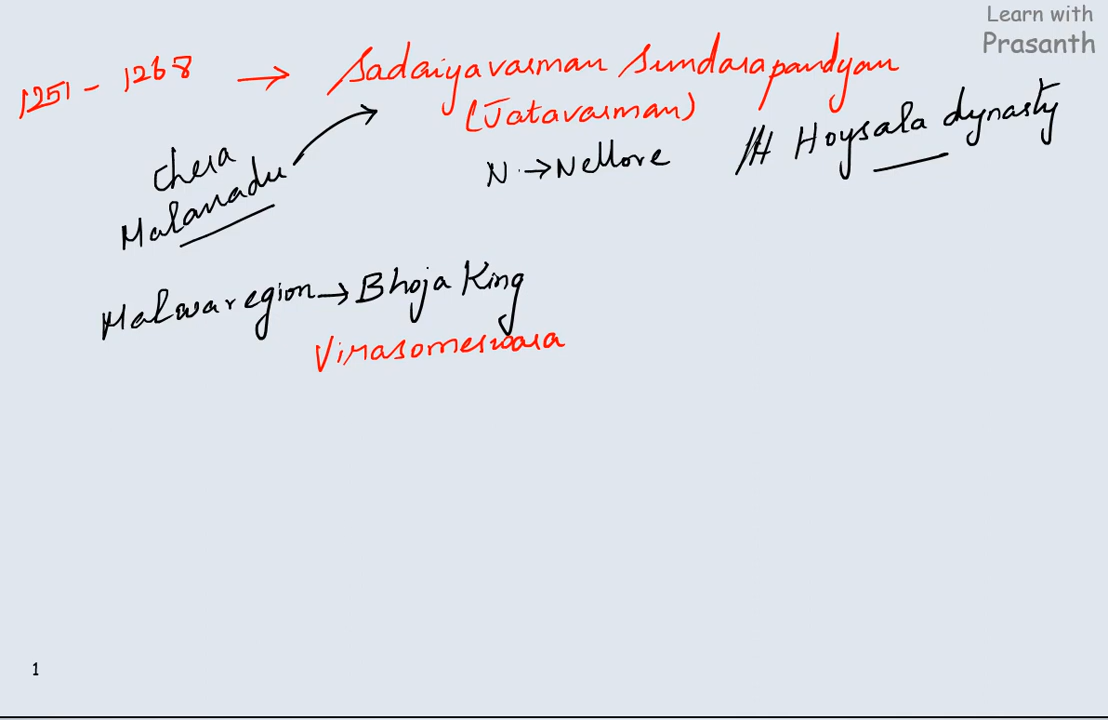 Learn with
Prasanth
1251 - 1268 → Sadaiyavarman Sundarapandyan
(Jatavarman)
Chera
Malanadu
N → Nellore
H Hoysala dynasty
Malwa region → Bhoja King
Virasomeswara
1